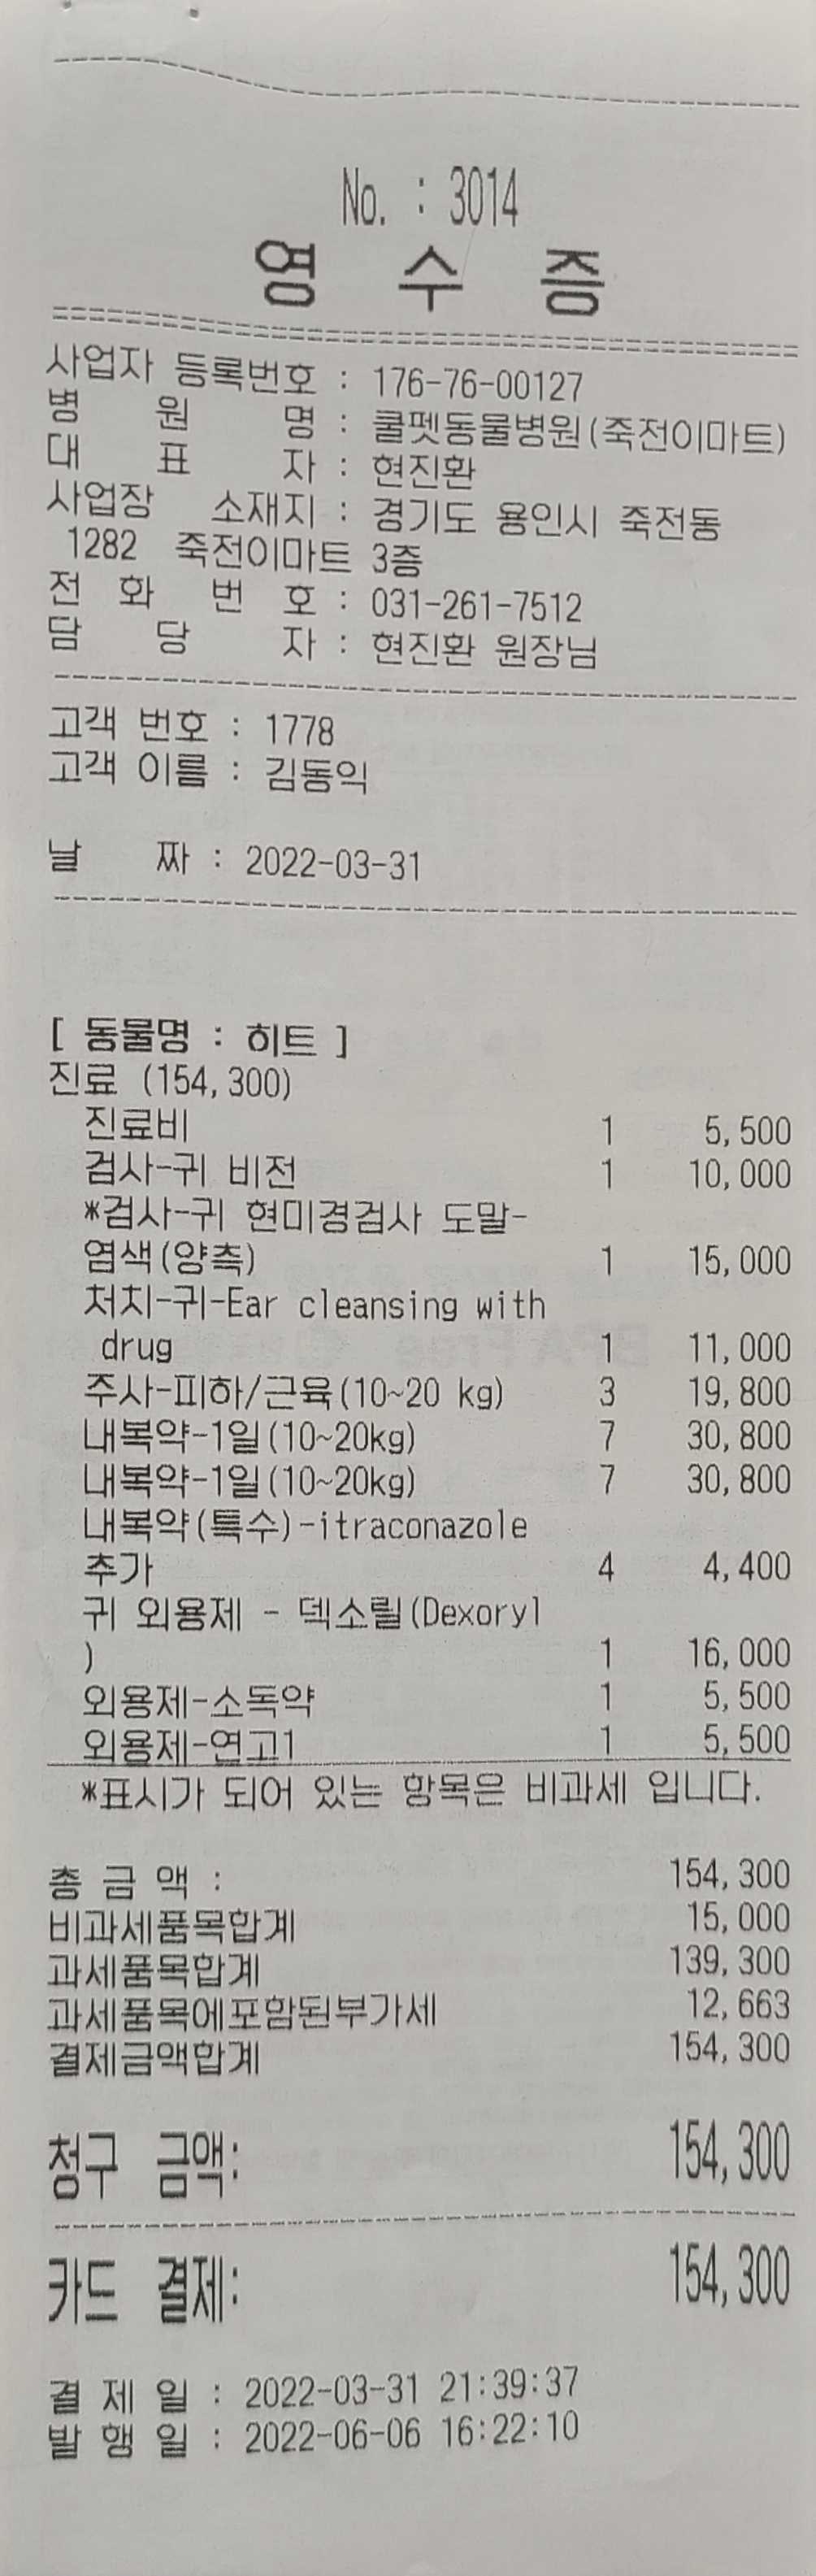 No. : 3014
영 수 증
사업자 등록번호 : 176-76-00127
병 원 명 : 쿨펫동물병원(죽전이마트)
대 표 자 : 현진환
사업장 소재지 : 경기도 용인시 죽전동
1282 죽전이마트 3층
전 화 번 호 : 031-261-7512
담 당 자 : 현진환 원장님
고객 번호 : 1778
고객 이름 : 김동익
날 짜 : 2022-03-31
[ 동물명 : 히트 ]
진료 (154,300)
진료비 1 5,500
검사-귀 비전 1 10,000
*검사-귀 현미경검사 도말-
염색(양측) 1 15,000
처치-귀-Ear cleansing with
drug 1 11,000
주사-피하/근육(10~20 kg) 3 19,800
내복약-1일(10~20kg) 7 30,800
내복약-1일(10~20kg) 7 30,800
내복약(특수)-itraconazole
추가 4 4,400
귀 외용제 - 덱소릴(Dexoryl
) 1 16,000
외용제-소독약 1 5,500
외용제-연고1 1 5,500
*표시가 되어 있는 항목은 비과세 입니다.
총 금 액 : 154,300
비과세품목합계 15,000
과세품목합계 139,300
과세품목에포함된부가세 12,663
결제금액합계 154,300
청구 금액: 154,300
카드 결제: 154,300
결 제 일 : 2022-03-31 21:39:37
발 행 일 : 2022-06-06 16:22:10